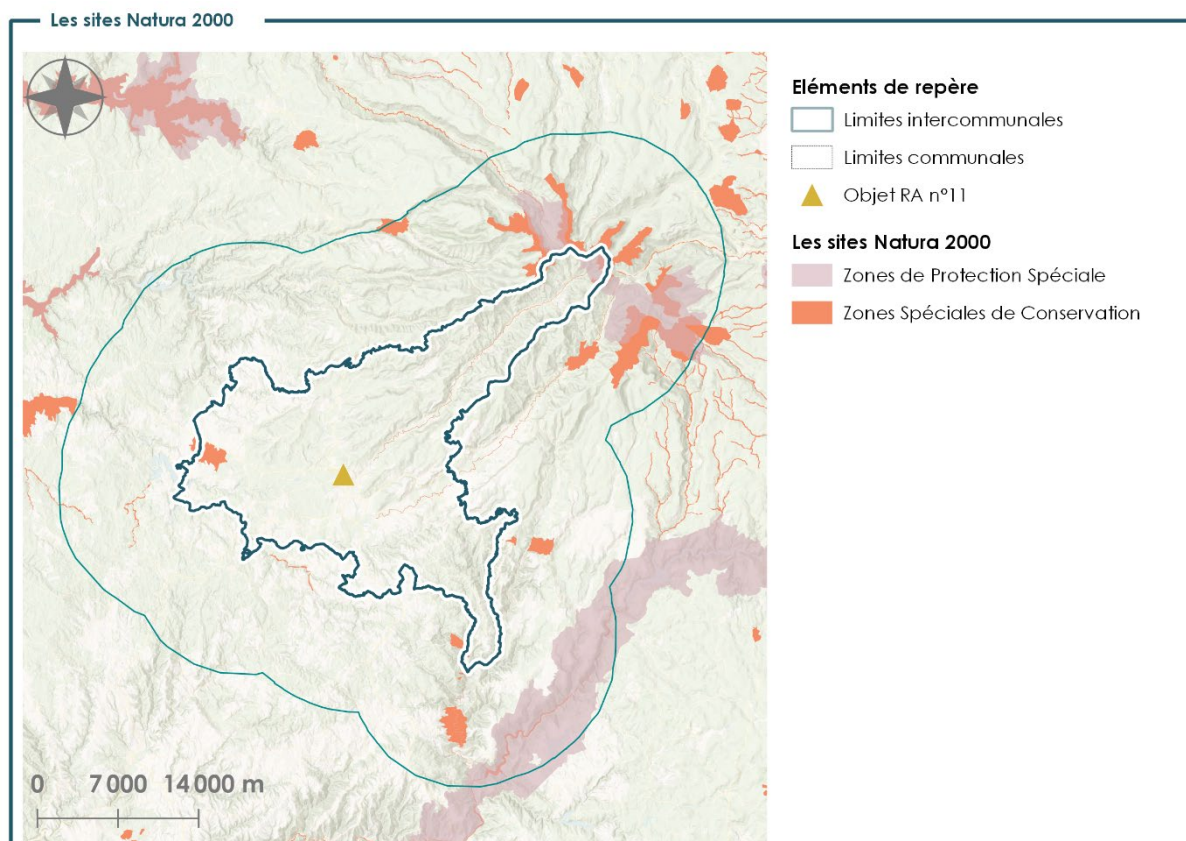 Les sites Natura 2000
Eléments de repère
Limites intercommunales
Limites communales
Objet RA n°11
Les sites Natura 2000
Zones de Protection Spéciale
Zones Spéciales de Conservation
0 7 000 14 000 m